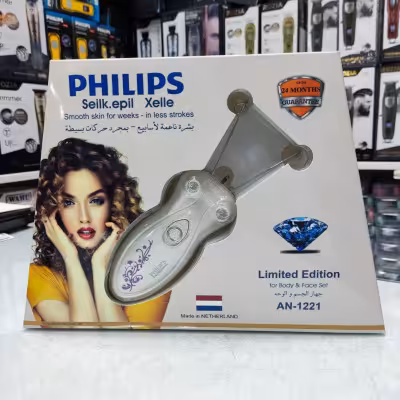 PHILIPS
Seilk.epil Xelle
Smooth skin for weeks - in less strokes
بشرة ناعمة لأسابيع - بمجرد حركات بسيطة
24 MONTHS
GUARANTEE
Limited Edition
for Body & Face Set
جهاز الجسم و الوجه
AN-1221
Made in NETHERLAND
WAHL